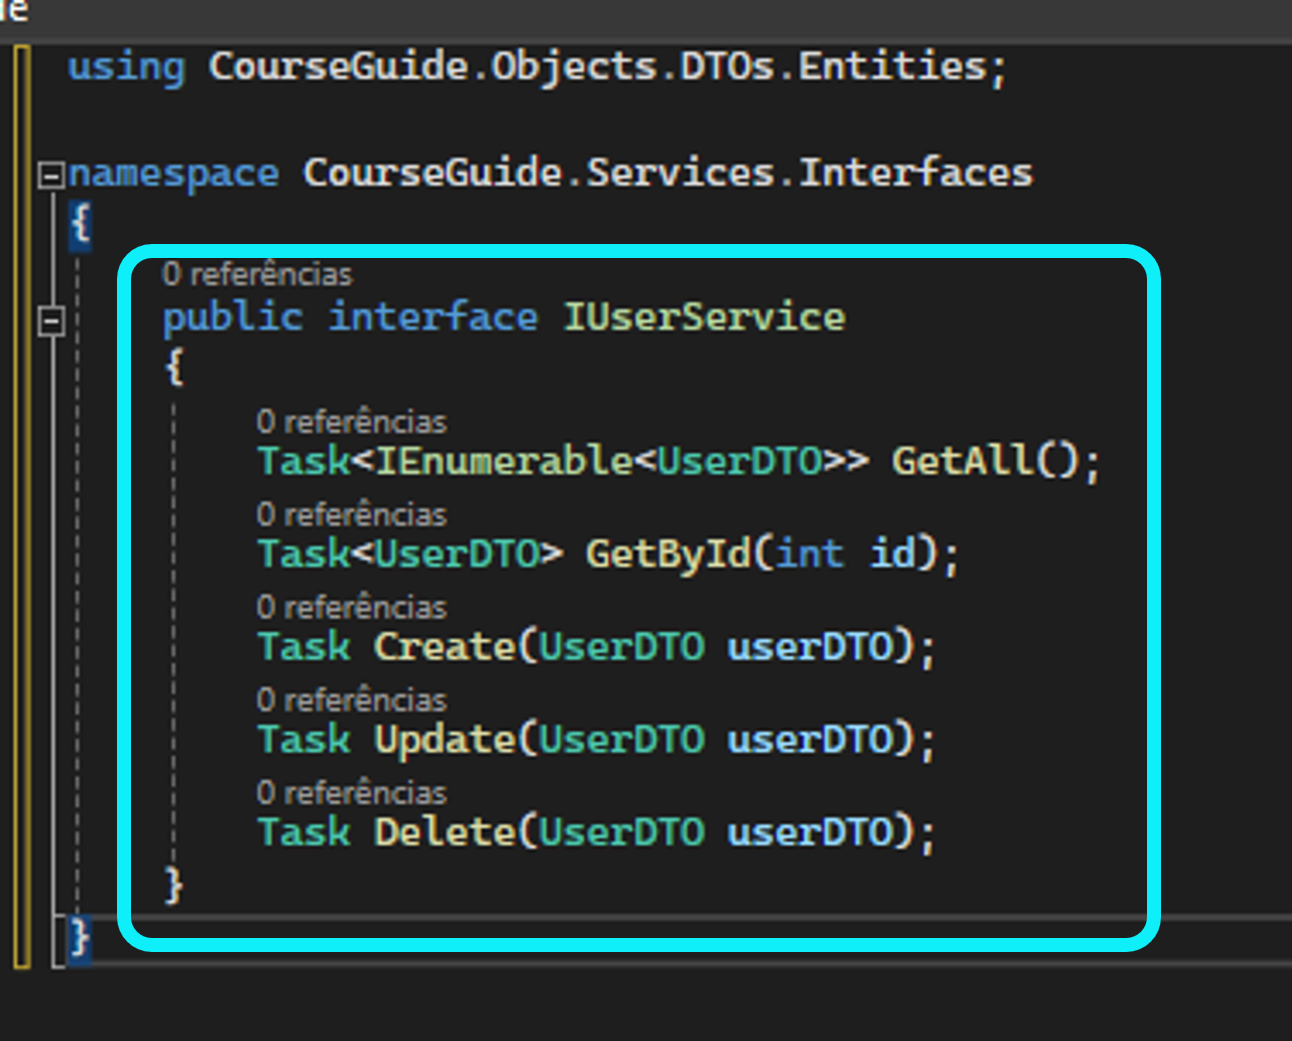 using CourseGuide.Objects.DTOs.Entities;
namespace CourseGuide.Services.Interfaces
{
0 referências
public interface IUserService
{
0 referências
Task<IEnumerable<UserDTO>> GetAll();
0 referências
Task<UserDTO> GetById(int id);
0 referências
Task Create(UserDTO userDTO);
0 referências
Task Update(UserDTO userDTO);
0 referências
Task Delete(UserDTO userDTO);
}
}